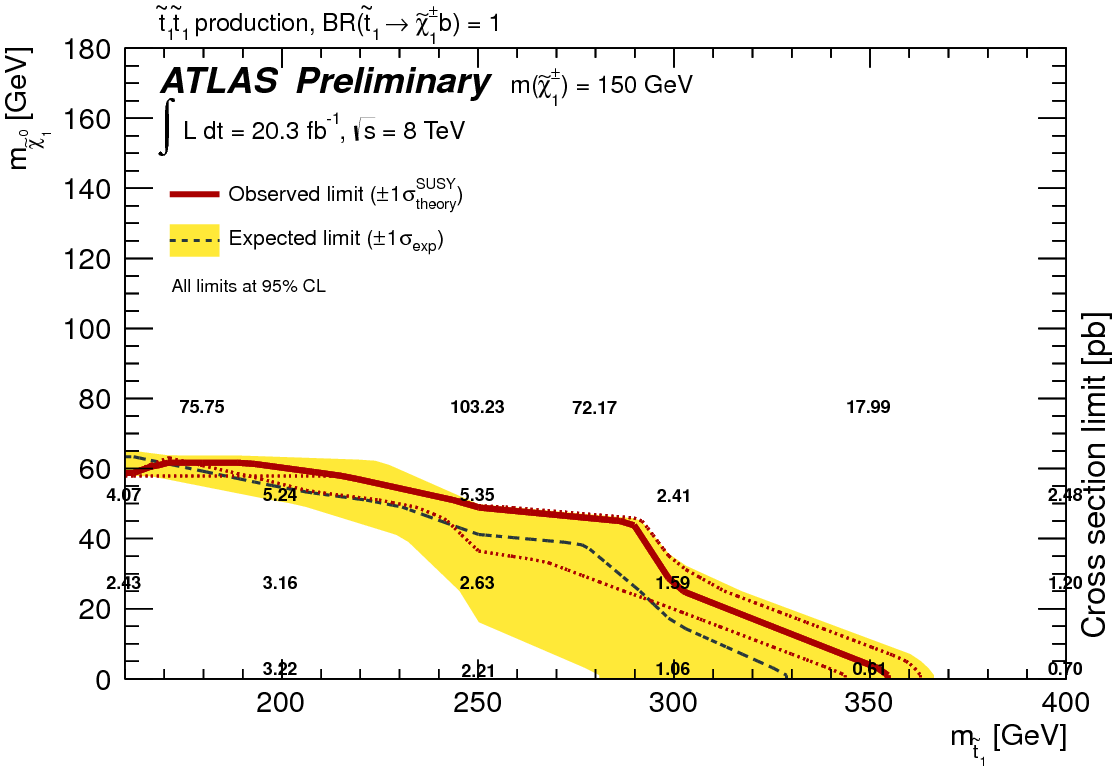 t̃₁t̃₁ production, BR(t̃₁ → χ̃₁± b) = 1
ATLAS Preliminary m(χ̃₁±) = 150 GeV
∫ L dt = 20.3 fb⁻¹, √s = 8 TeV
Observed limit (±1σ^SUSY_theory)
Expected limit (±1σ_exp)
All limits at 95% CL
m_χ̃₁⁰ [GeV]
180
160
140
120
100
80
60
40
20
0
75.75 103.23 72.17 17.99
4.07 5.24 5.35 2.41 2.48
2.43 3.16 2.63 1.59 1.20
3.22 2.21 1.06 0.51 0.70
200 250 300 350 400
m_t̃₁ [GeV]
Cross section limit [pb]